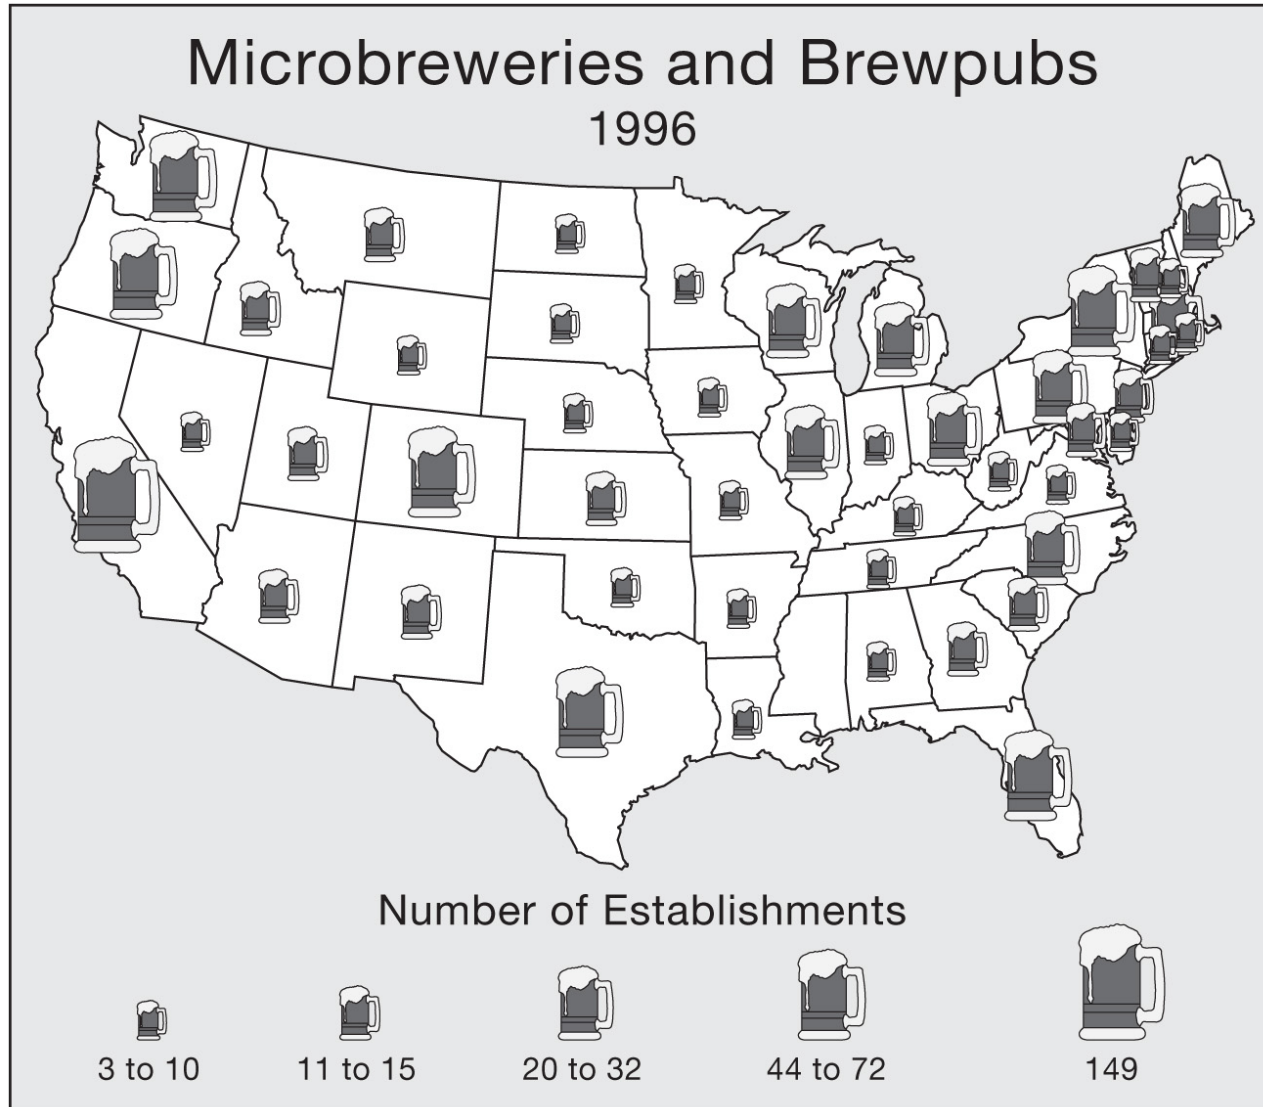 Microbreweries and Brewpubs
1996
Number of Establishments
3 to 10
11 to 15
20 to 32
44 to 72
149